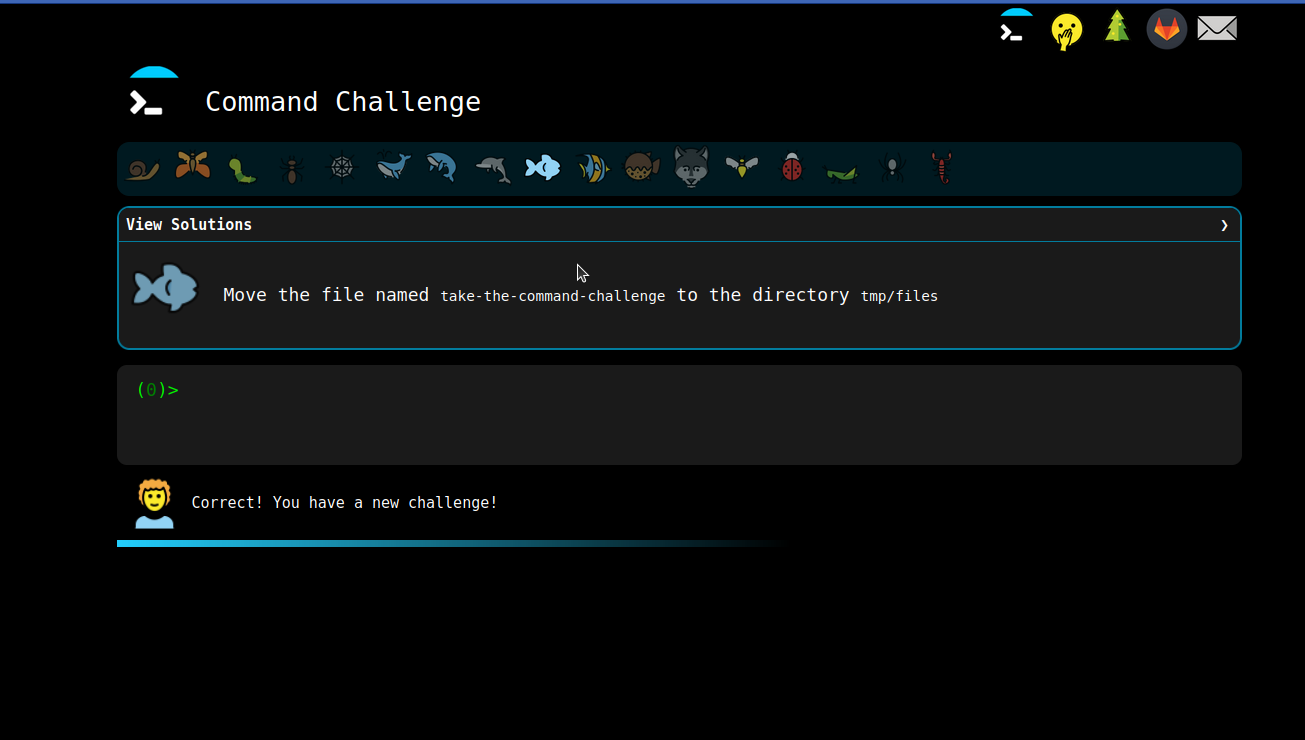 Command Challenge
View Solutions ❯
Move the file named take-the-command-challenge to the directory tmp/files
(0)>
Correct! You have a new challenge!